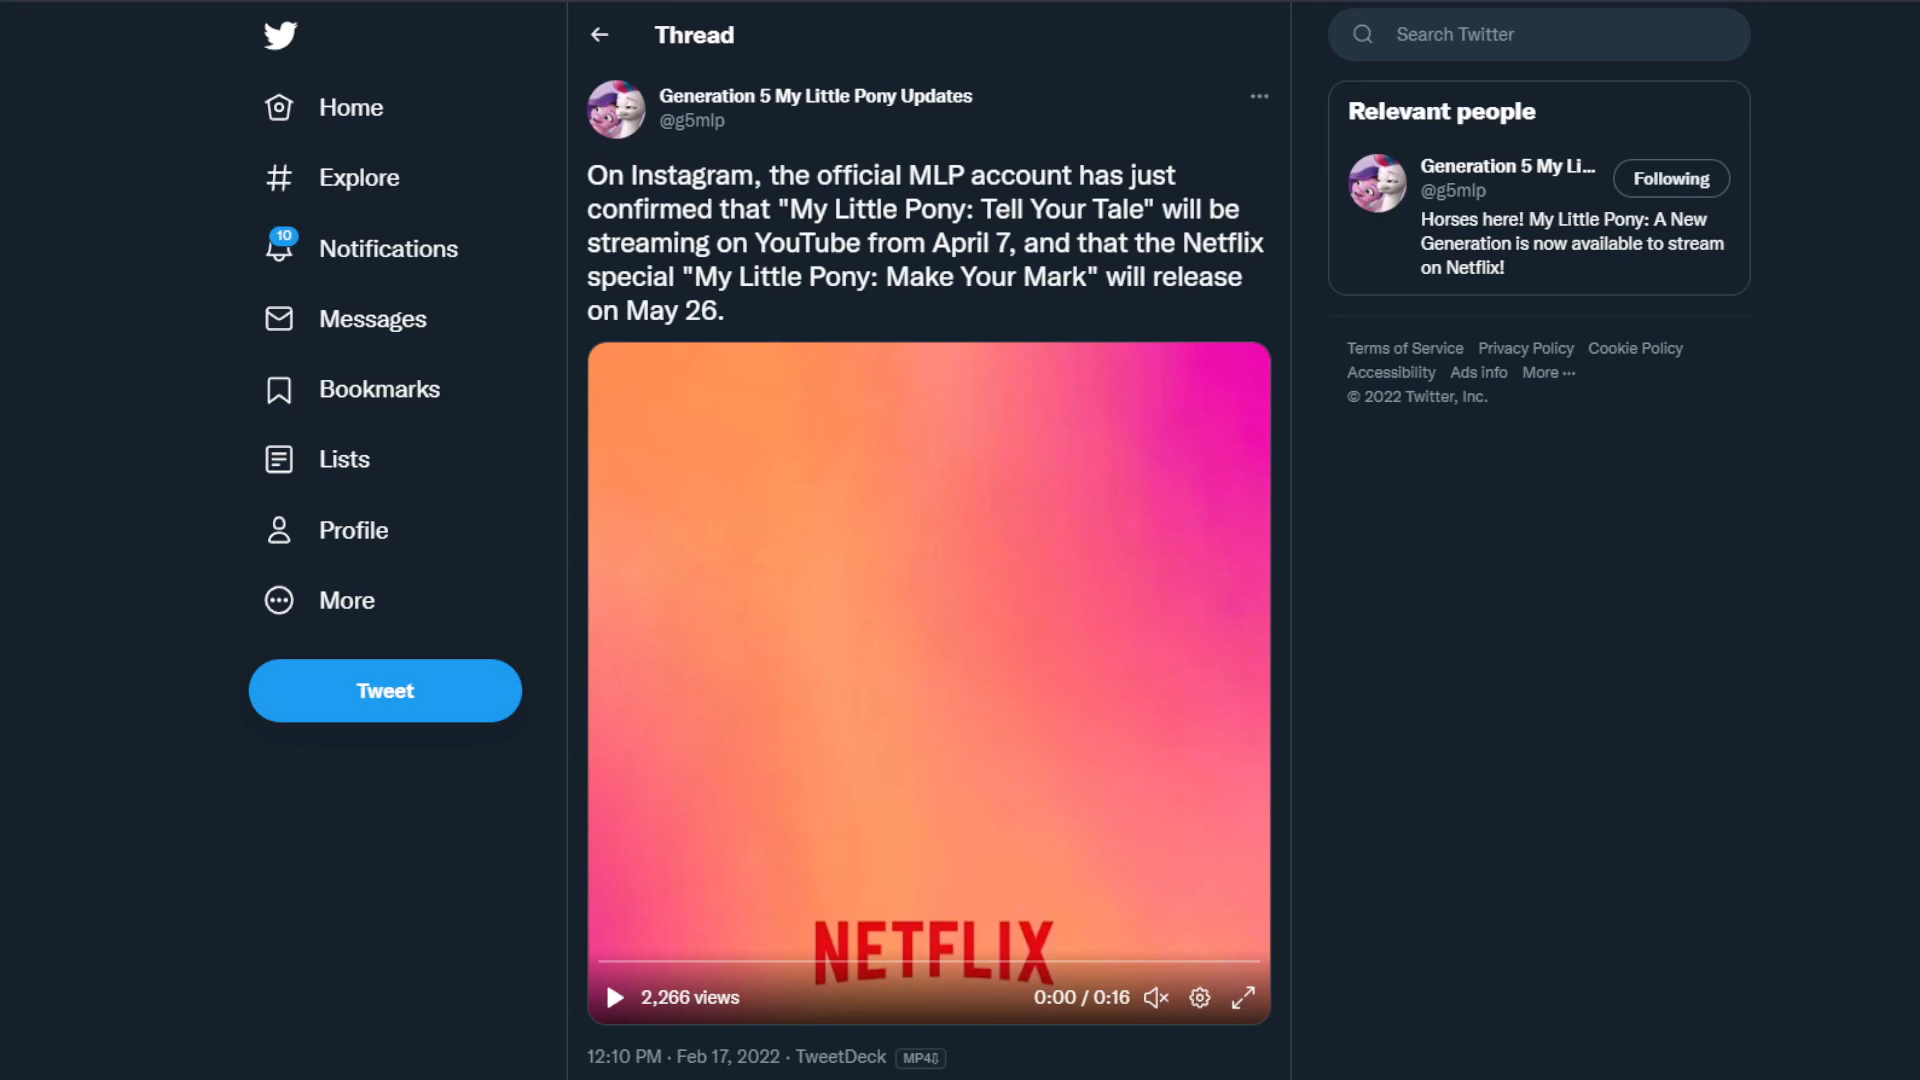 Thread
Search Twitter
Home
Explore
10
Notifications
Messages
Bookmarks
Lists
Profile
More
Tweet
Generation 5 My Little Pony Updates
@g5mlp
On Instagram, the official MLP account has just
confirmed that "My Little Pony: Tell Your Tale" will be
streaming on YouTube from April 7, and that the Netflix
special "My Little Pony: Make Your Mark" will release
on May 26.
NETFLIX
2,266 views
0:00 / 0:16
12:10 PM · Feb 17, 2022 · TweetDeck MP4⇩
Relevant people
Generation 5 My Li...
@g5mlp
Following
Horses here! My Little Pony: A New
Generation is now available to stream
on Netflix!
Terms of Service Privacy Policy Cookie Policy
Accessibility Ads info More ···
© 2022 Twitter, Inc.